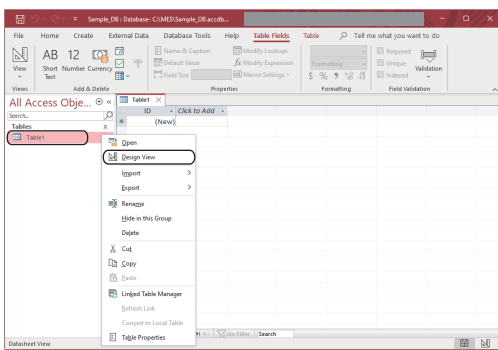 Sample_DB : Database- C:\MES\Sample_DB.accdb...
File Home Create External Data Database Tools Help Table Fields Table Tell me what you want to do
View
AB
Short
Text
12
Number
Currency
Name & Caption
Default Value
Field Size
Modify Lookups
Modify Expression
Memo Settings
Formatting
$ % 9
Required
Unique
Indexed
Validation
Views Add & Delete Properties Formatting Field Validation
All Access Obje...
Search...
Tables
Table1
Table1
ID Click to Add
* (New)
Open
Design View
Import
Export
Rename
Hide in this Group
Delete
Cut
Copy
Paste
Linked Table Manager
Refresh Link
Convert to Local Table
Table Properties
No Filter Search
Datasheet View